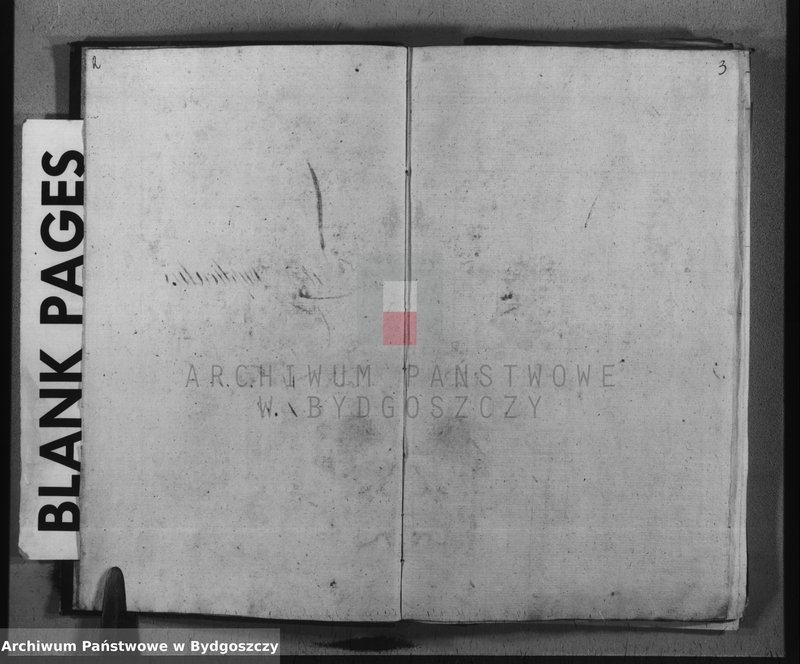 2
3
BLANK PAGES
ARCHIWUM PAŃSTWOWE
W BYDGOSZCZY
Archiwum Państwowe w Bydgoszczy